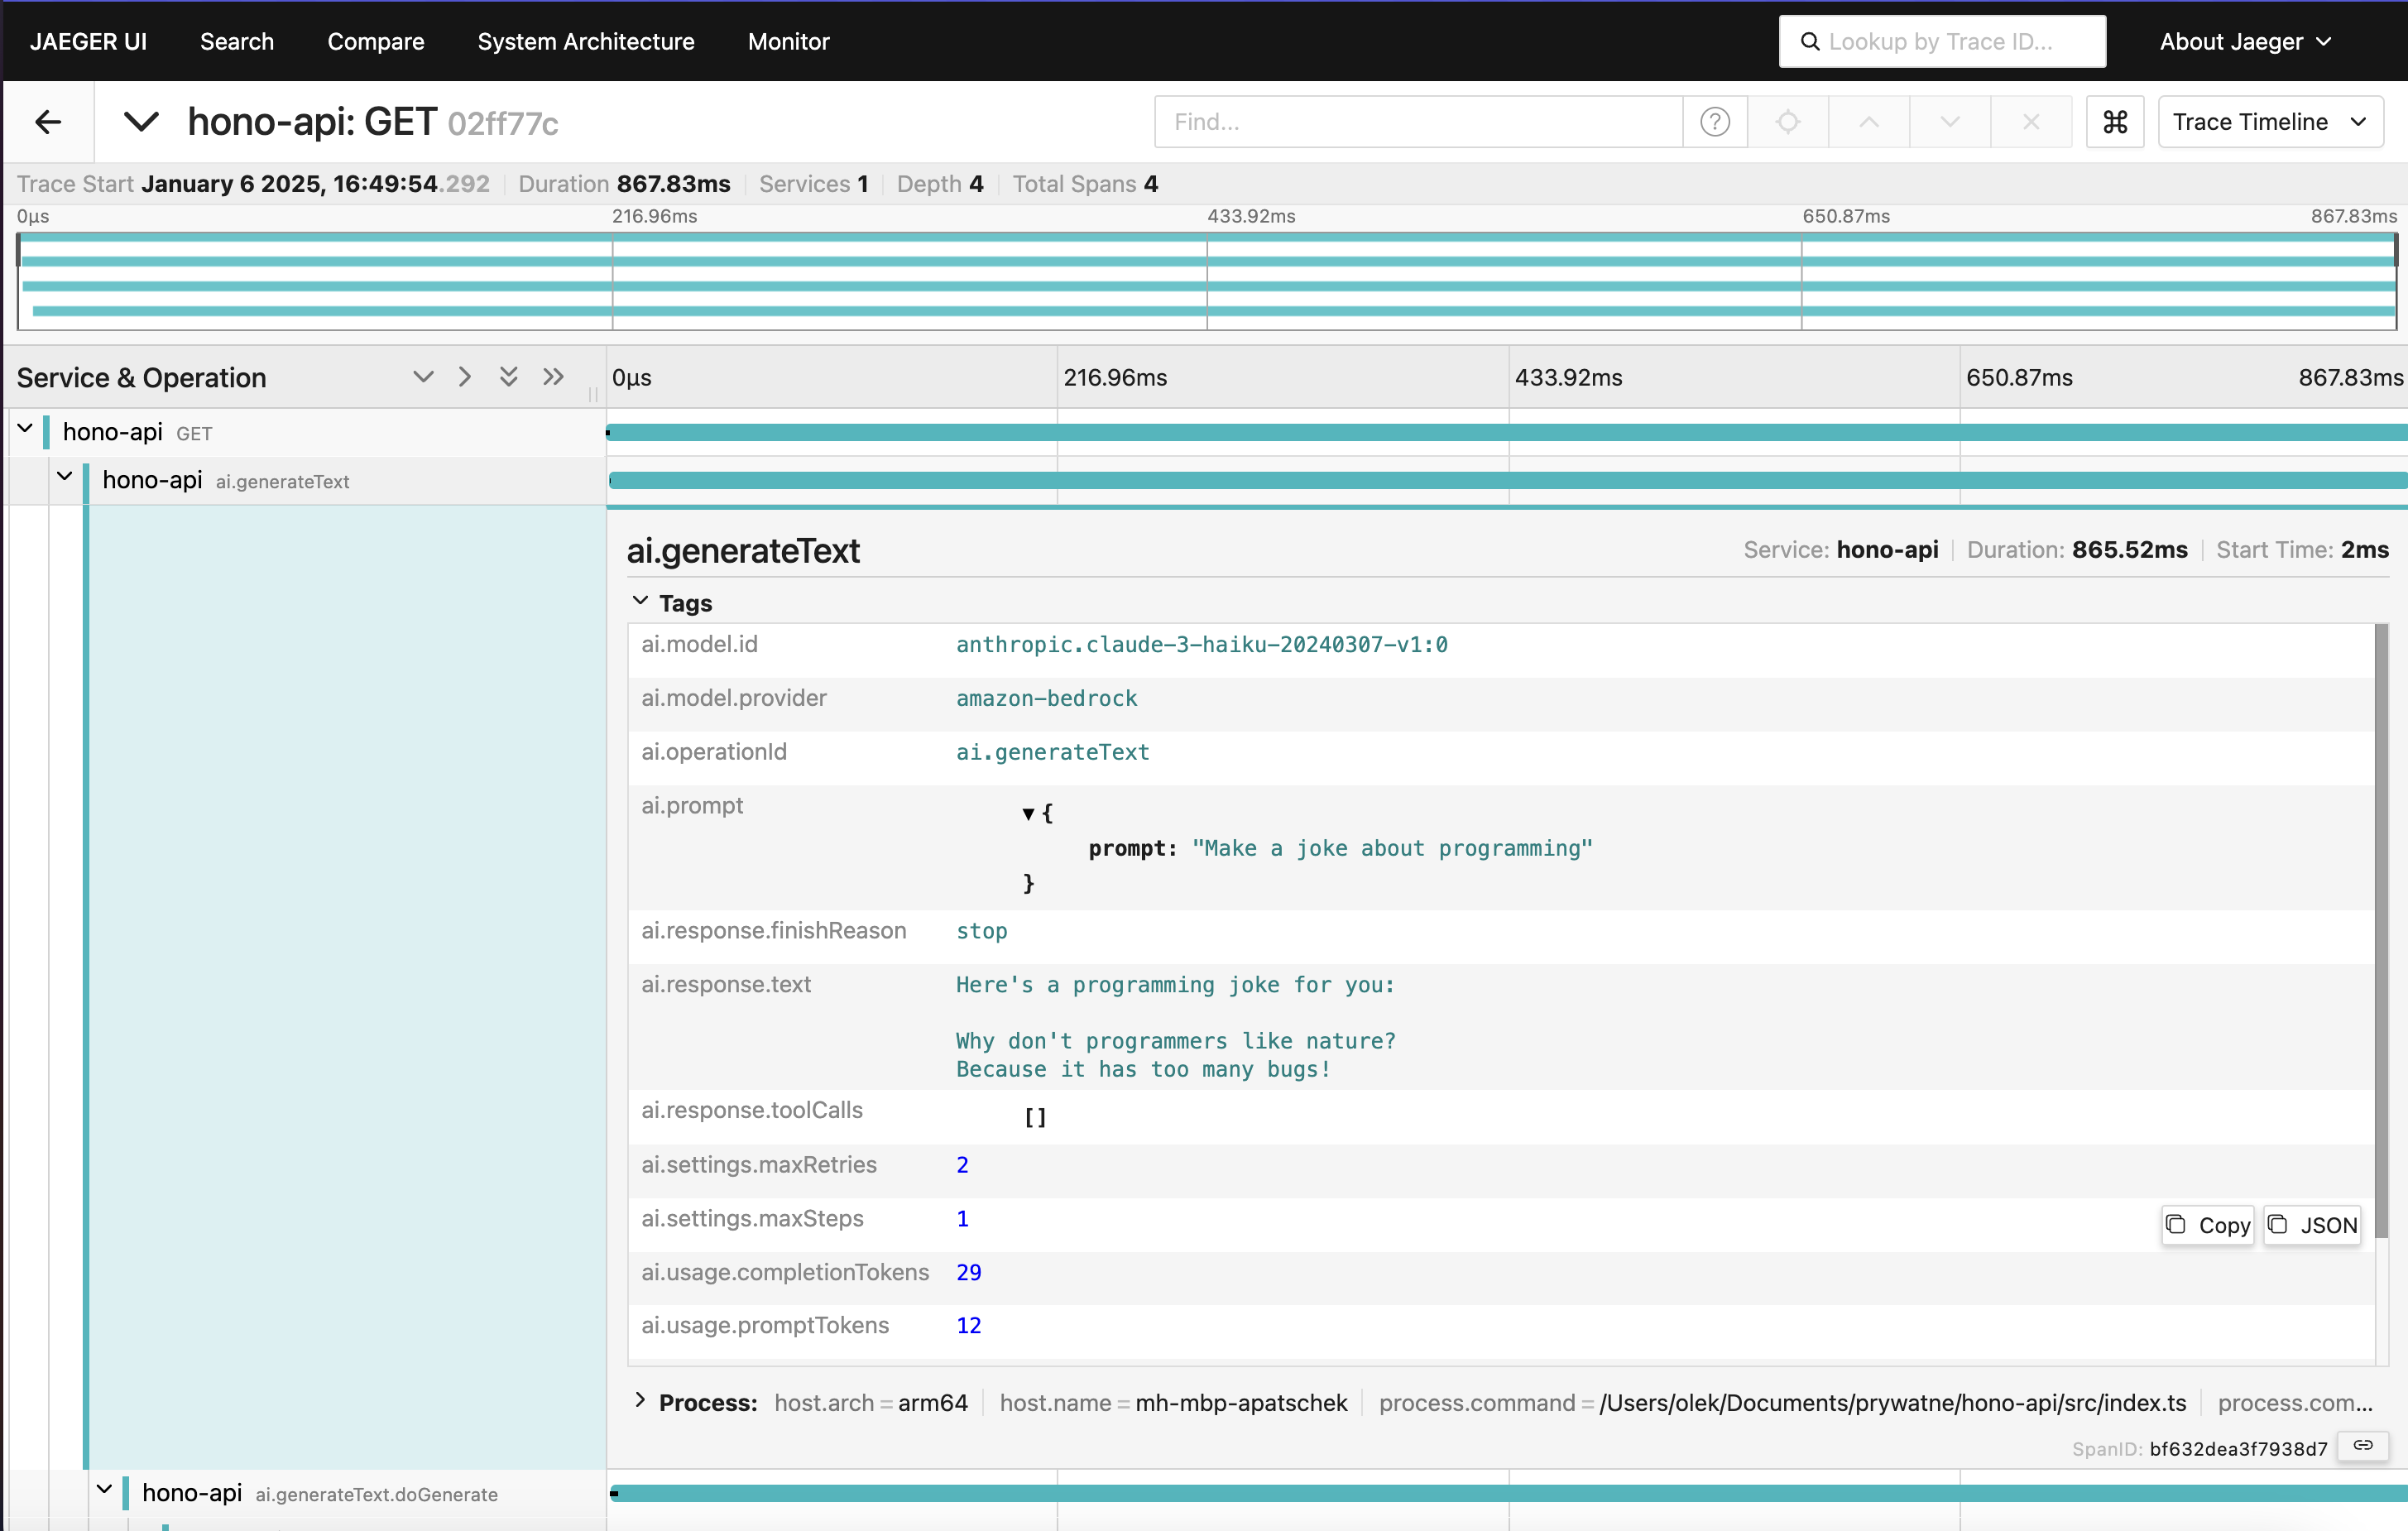 JAEGER UI Search Compare System Architecture Monitor Lookup by Trace ID... About Jaeger
hono-api: GET 02ff77c Find... ? ⌘ Trace Timeline
Trace Start January 6 2025, 16:49:54.292 Duration 867.83ms Services 1 Depth 4 Total Spans 4
0μs 216.96ms 433.92ms 650.87ms 867.83ms
Service & Operation 0μs 216.96ms 433.92ms 650.87ms 867.83ms
hono-api GET
hono-api ai.generateText
ai.generateText Service: hono-api Duration: 865.52ms Start Time: 2ms
Tags
ai.model.id anthropic.claude-3-haiku-20240307-v1:0
ai.model.provider amazon-bedrock
ai.operationId ai.generateText
ai.prompt {
prompt: "Make a joke about programming"
}
ai.response.finishReason stop
ai.response.text Here's a programming joke for you:
Why don't programmers like nature?
Because it has too many bugs!
ai.response.toolCalls []
ai.settings.maxRetries 2
ai.settings.maxSteps 1 Copy JSON
ai.usage.completionTokens 29
ai.usage.promptTokens 12
Process: host.arch = arm64 host.name = mh-mbp-apatschek process.command = /Users/olek/Documents/prywatne/hono-api/src/index.ts process.com...
SpanID: bf632dea3f7938d7
hono-api ai.generateText.doGenerate